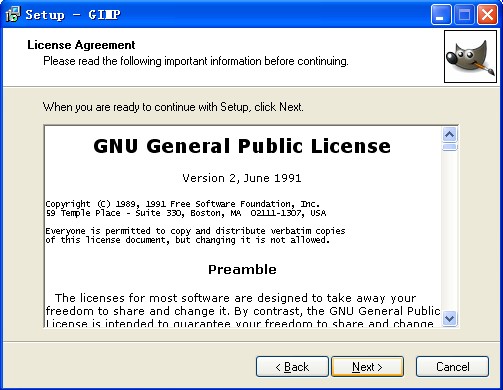 Setup - GIMP
License Agreement
Please read the following important information before continuing.
When you are ready to continue with Setup, click Next.
GNU General Public License
Version 2, June 1991
Copyright (C) 1989, 1991 Free Software Foundation, Inc.
59 Temple Place - Suite 330, Boston, MA  02111-1307, USA
Everyone is permitted to copy and distribute verbatim copies
of this license document, but changing it is not allowed.
Preamble
The licenses for most software are designed to take away your
freedom to share and change it. By contrast, the GNU General Public
License is intended to guarantee your freedom to share and change
< Back
Next >
Cancel